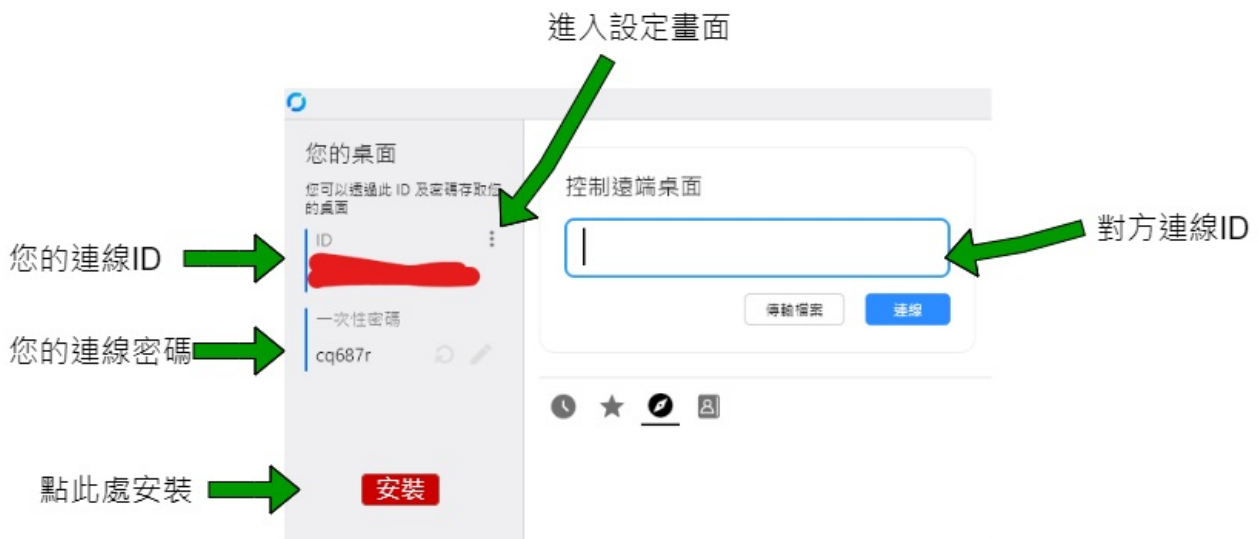 進入設定畫面
您的桌面
您可以透過此 ID 及密碼存取您
的桌面
ID
一次性密碼
cq687r
控制遠端桌面
傳輸檔案
連線
對方連線ID
您的連線ID
您的連線密碼
點此處安裝
安裝